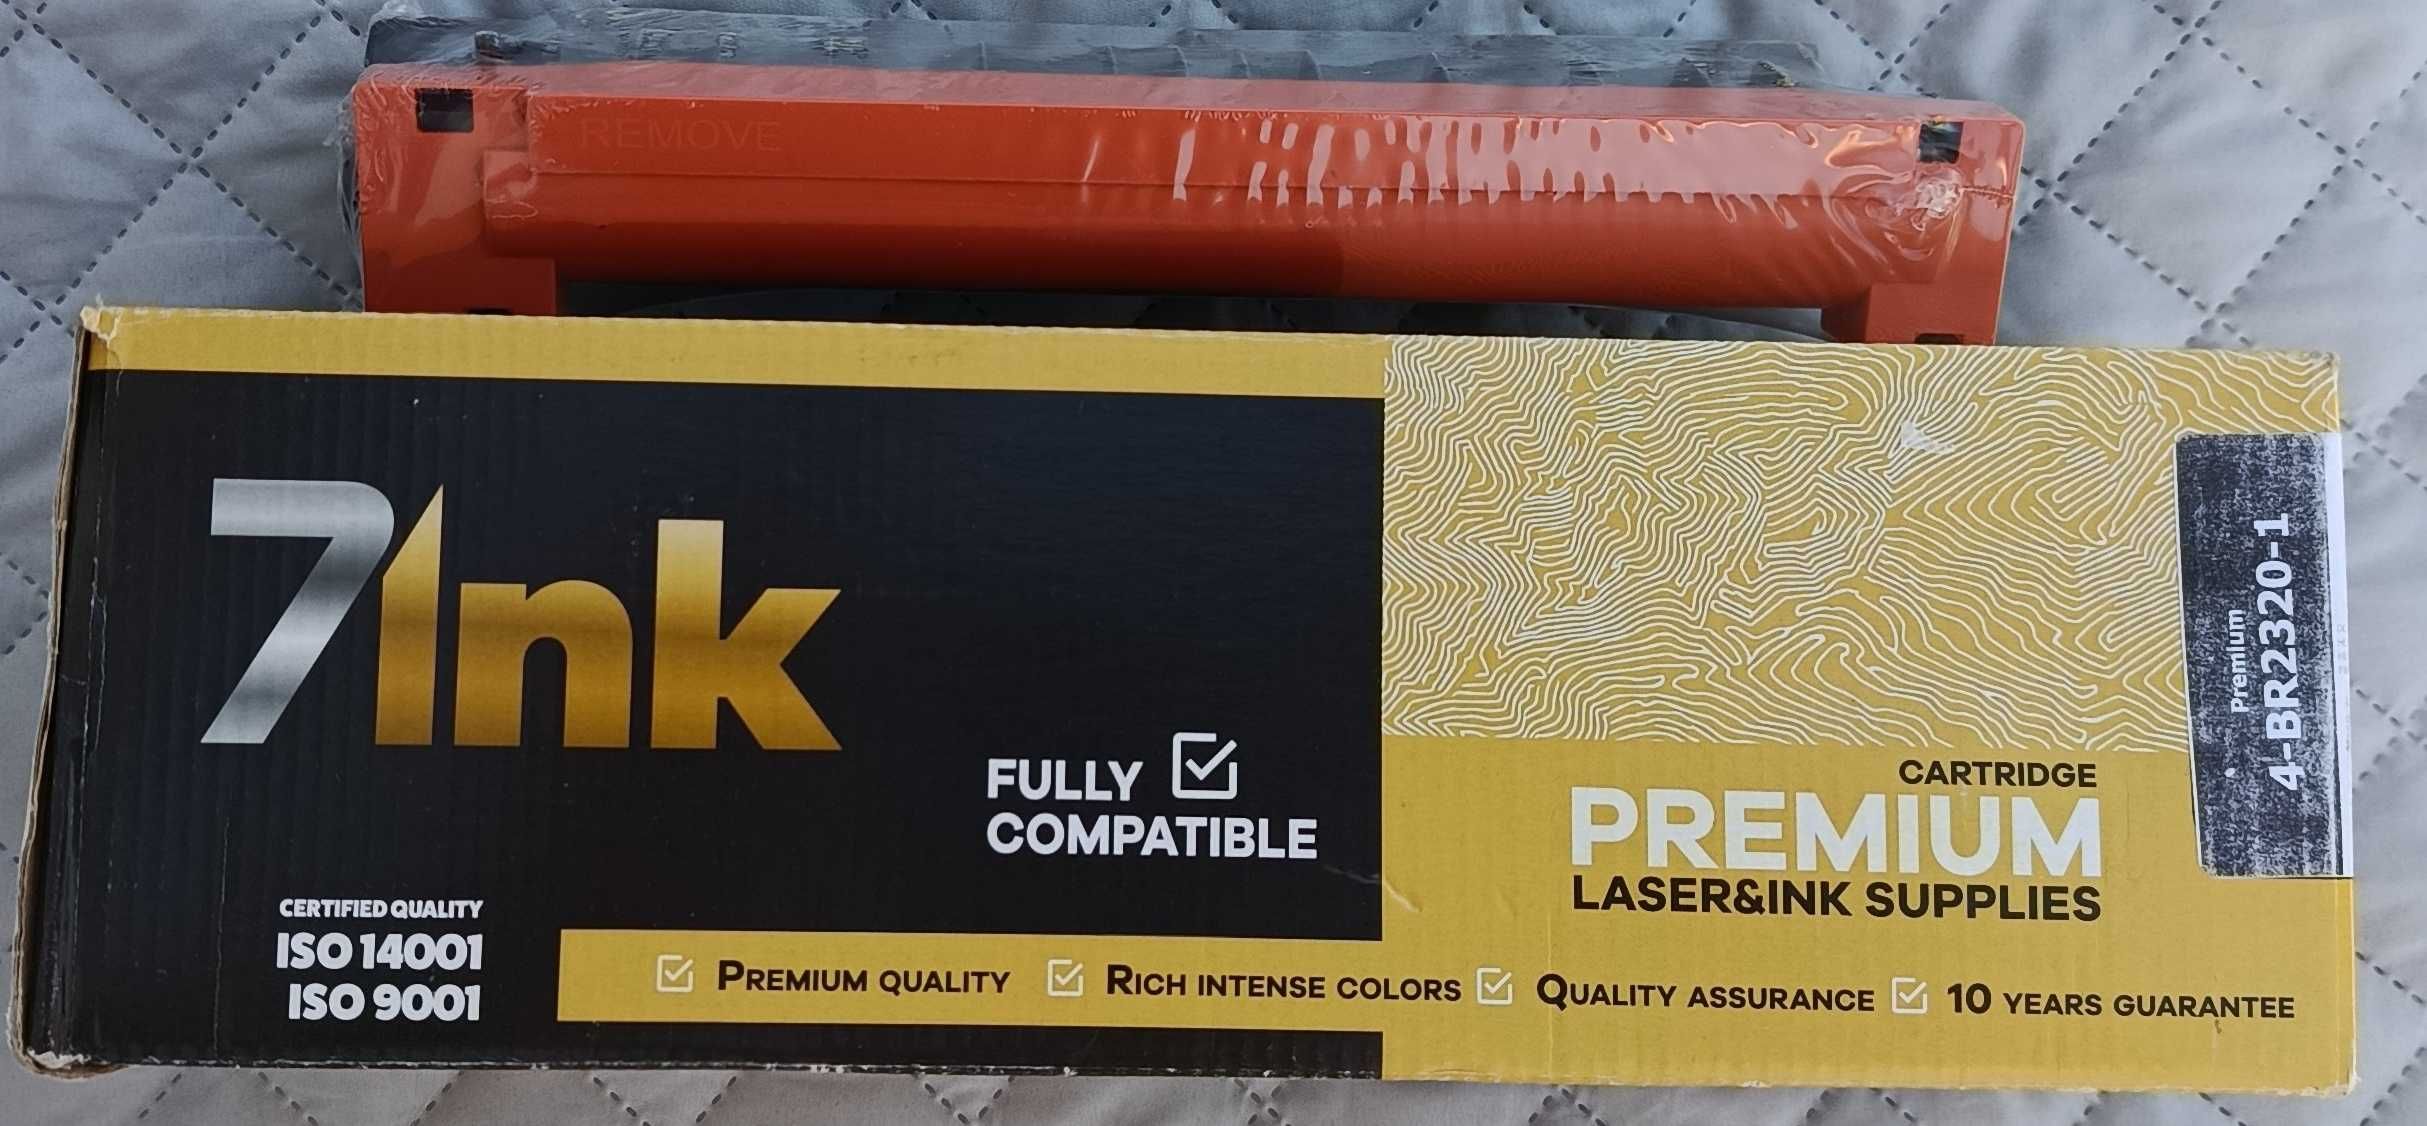 REMOVE
7Ink
FULLY
COMPATIBLE
CERTIFIED QUALITY
ISO 14001
ISO 9001
CARTRIDGE
PREMIUM
LASER&INK SUPPLIES
PREMIUM QUALITY
RICH INTENSE COLORS
QUALITY ASSURANCE
10 YEARS GUARANTEE
Premium
4-BR2320-1